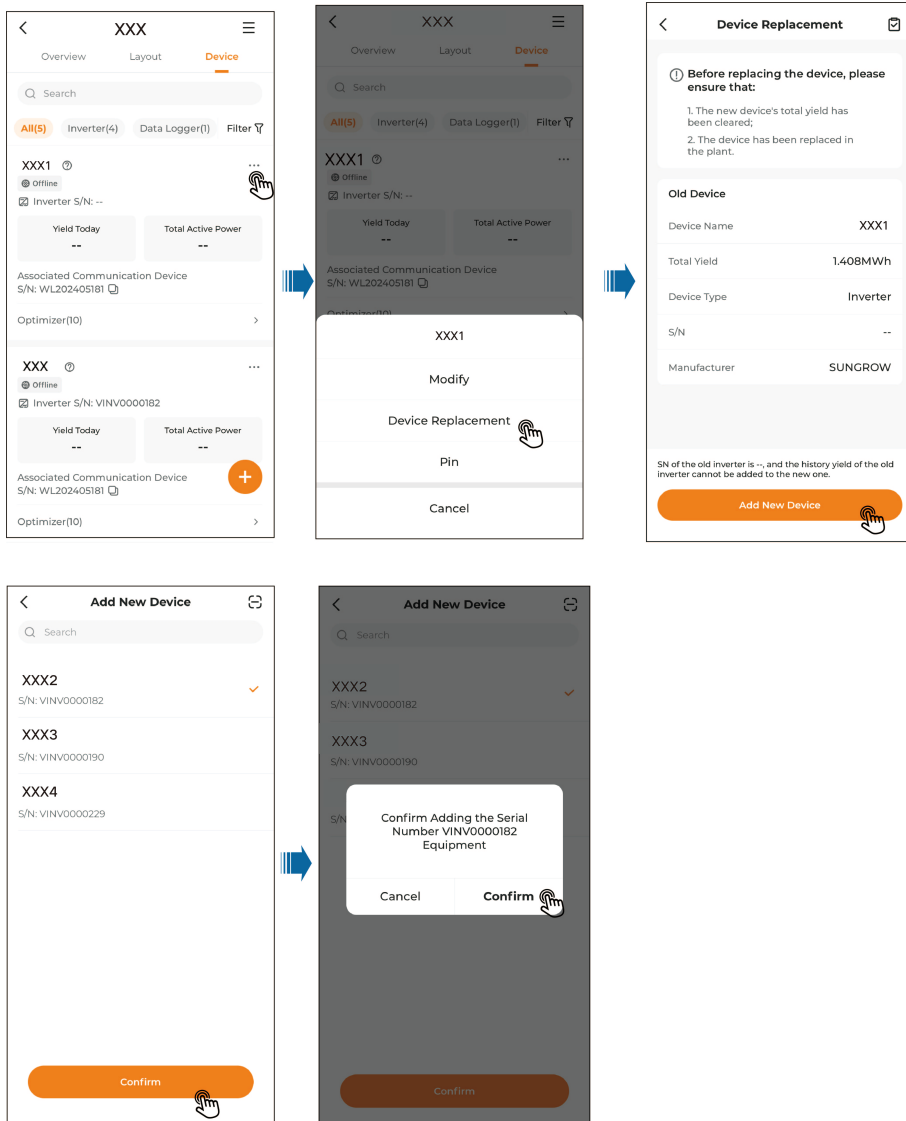 XXX
Overview Layout Device
Search
All(5) Inverter(4) Data Logger(1) Filter
XXX1
Offline
Inverter S/N: --
Yield Today Total Active Power
-- --
Associated Communication Device
S/N: WL202405181
Optimizer(10)
XXX
Offline
Inverter S/N: VINV0000182
Yield Today Total Active Power
-- --
Associated Communication Device
S/N: WL202405181
Optimizer(10)
XXX
Overview Layout Device
Search
All(5) Inverter(4) Data Logger(1) Filter
XXX1
Offline
Inverter S/N: --
Yield Today Total Active Power
-- --
Associated Communication Device
S/N: WL202405181
Optimizer(10)
XXX1
Modify
Device Replacement
Pin
Cancel
Device Replacement
Before replacing the device, please
ensure that:
1. The new device's total yield has
been cleared;
2. The device has been replaced in
the plant.
Old Device
Device Name XXX1
Total Yield 1.408MWh
Device Type Inverter
S/N --
Manufacturer SUNGROW
SN of the old inverter is --, and the history yield of the old
inverter cannot be added to the new one.
Add New Device
Add New Device
Search
XXX2
S/N: VINV0000182
XXX3
S/N: VINV0000190
XXX4
S/N: VINV0000229
Confirm
Add New Device
Search
XXX2
S/N: VINV0000182
XXX3
S/N: VINV0000190
S/N
Confirm Adding the Serial
Number VINV0000182
Equipment
Cancel Confirm
Confirm